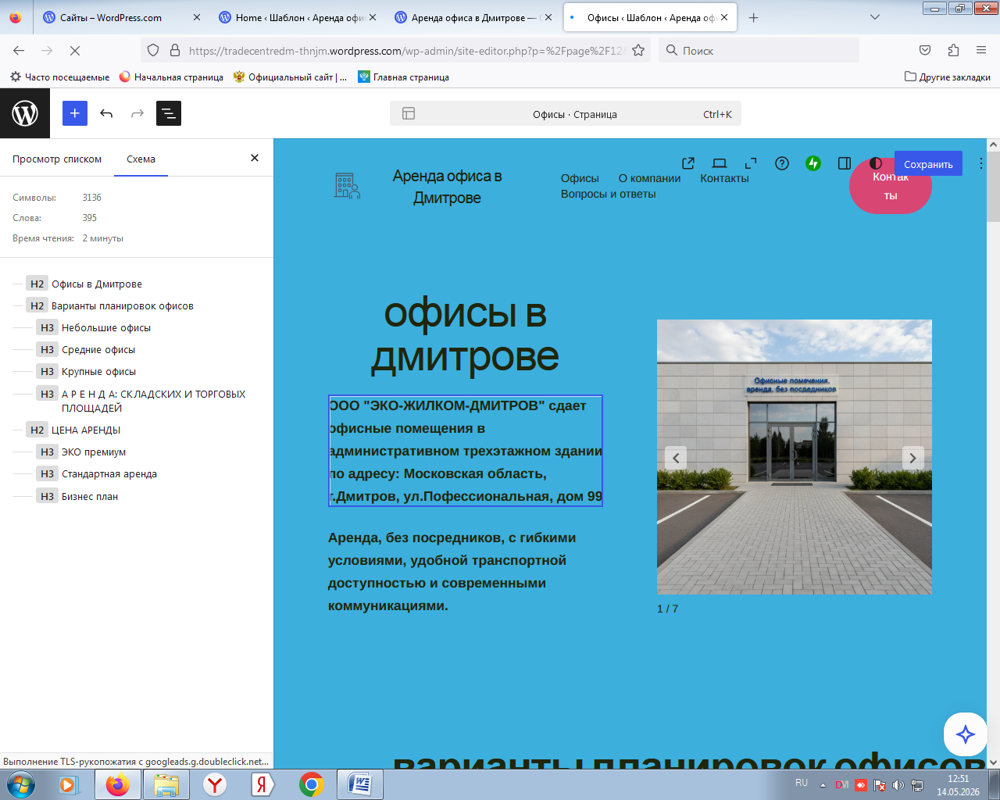 Сайты – WordPress.com
Home ‹ Шаблон ‹ Аренда офис
Аренда офиса в Дмитрове — О
Офисы ‹ Шаблон ‹ Аренда офи
https://tradecentredm-thnjm.wordpress.com/wp-admin/site-editor.php?p=%2Fpage%2F128
Поиск
Часто посещаемые
Начальная страница
Официальный сайт | ...
Главная страница
Другие закладки
Офисы · Страница
Ctrl+K
Просмотр списком
Схема
Символы: 3136
Слова: 395
Время чтения: 2 минуты
H2 Офисы в Дмитрове
H2 Варианты планировок офисов
H3 Небольшие офисы
H3 Средние офисы
H3 Крупные офисы
H3 А Р Е Н Д А: СКЛАДСКИХ И ТОРГОВЫХ
ПЛОЩАДЕЙ
H2 ЦЕНА АРЕНДЫ
H3 ЭКО премиум
H3 Стандартная аренда
H3 Бизнес план
Сохранить
Аренда офиса в
Дмитрове
Офисы О компании Контакты
Вопросы и ответы
Контак
ты
офисы в
дмитрове
ООО "ЭКО-ЖИЛКОМ-ДМИТРОВ" сдает
офисные помещения в
административном трехэтажном здании
по адресу: Московская область,
г.Дмитров, ул.Пофессиональная, дом 99
Аренда, без посредников, с гибкими
условиями, удобной транспортной
доступностью и современными
коммуникациями.
Офисные помечения,
аренда, без посредников
1 / 7
варианты планировок офисов
Выполнение TLS-рукопожатия с googleads.g.doubleclick.net...
RU
12:51
14.05.2026